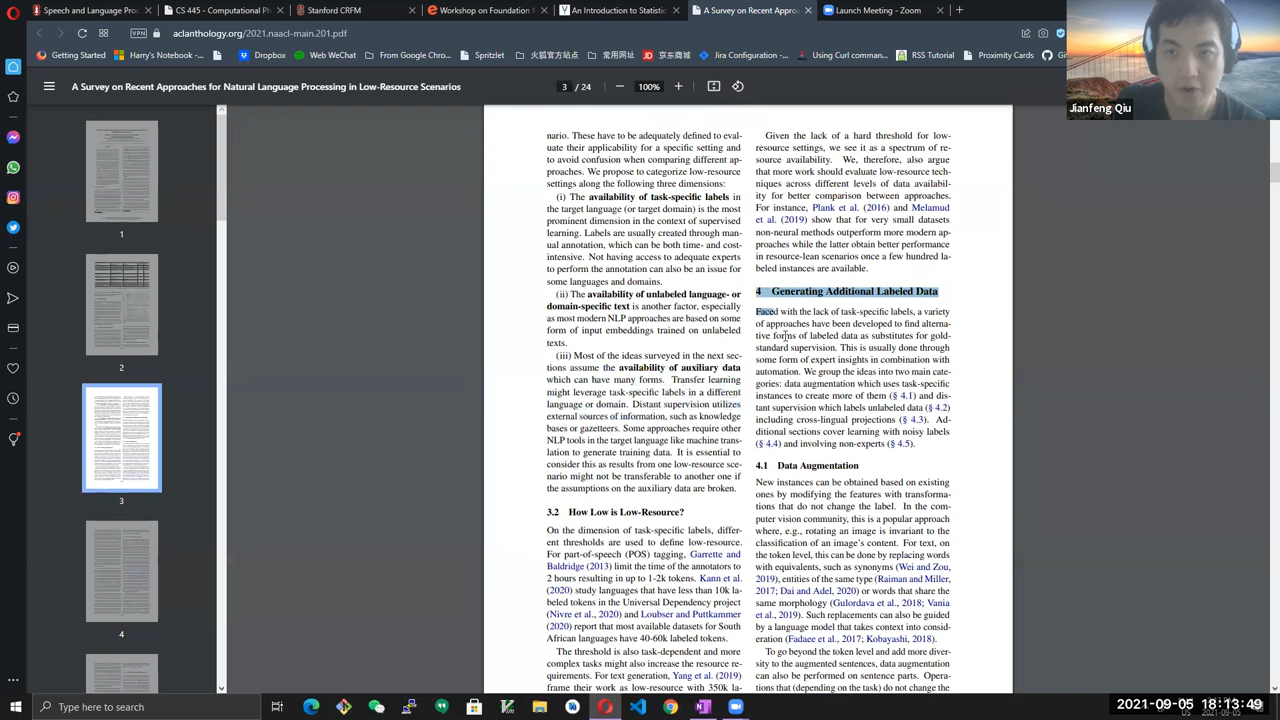 Speech and Language Proc
CS 445 - Computational Ph
Stanford CRFM
Workshop on Foundation M
An Introduction to Statistic
A Survey on Recent Approac
Launch Meeting - Zoom
VPN
aclanthology.org/2021.naacl-main.201.pdf
Getting Started
Harry's Notebook -...
Dropbox
Web WeChat
From Google Chrom...
Spritzlet
火狐官方站点
常用网址
京东商城
Jira Configuration -...
Using Curl comman...
RSS Tutorial
Proximity Cards
A Survey on Recent Approaches for Natural Language Processing in Low-Resource Scenarios
3 / 24
100%
Jianfeng Qiu
1
2
3
4
nario. These have to be adequately defined to eval-
uate their applicability for a specific setting and
to avoid confusion when comparing different ap-
proaches. We propose to categorize low-resource
settings along the following three dimensions:
(i) The availability of task-specific labels in
the target language (or target domain) is the most
prominent dimension in the context of supervised
learning. Labels are usually created through man-
ual annotation, which can be both time- and cost-
intensive. Not having access to adequate experts
to perform the annotation can also be an issue for
some languages and domains.
(ii) The availability of unlabeled language- or
domain-specific text is another factor, especially
as most modern NLP approaches are based on some
form of input embeddings trained on unlabeled
texts.
(iii) Most of the ideas surveyed in the next sec-
tions assume the availability of auxiliary data
which can have many forms. Transfer learning
might leverage task-specific labels in a different
language or domain. Distant supervision utilizes
external sources of information, such as knowledge
bases or gazetteers. Some approaches require other
NLP tools in the target language like machine trans-
lation to generate training data. It is essential to
consider this as results from one low-resource sce-
nario might not be transferable to another one if
the assumptions on the auxiliary data are broken.
3.2 How Low is Low-Resource?
On the dimension of task-specific labels, differ-
ent thresholds are used to define low-resource.
For part-of-speech (POS) tagging, Garrette and
Baldridge (2013) limit the time of the annotators to
2 hours resulting in up to 1-2k tokens. Kann et al.
(2020) study languages that have less than 10k la-
beled tokens in the Universal Dependency project
(Nivre et al., 2020) and Loubser and Puttkammer
(2020) report that most available datasets for South
African languages have 40-60k labeled tokens.
The threshold is also task-dependent and more
complex tasks might also increase the resource re-
quirements. For text generation, Yang et al. (2019)
frame their work as low-resource with 350k la-
Given the lack of a hard threshold for low-
resource settings, we see it as a spectrum of re-
source availability. We, therefore, also argue
that more work should evaluate low-resource tech-
niques across different levels of data availabil-
ity for better comparison between approaches.
For instance, Plank et al. (2016) and Melamud
et al. (2019) show that for very small datasets
non-neural methods outperform more modern ap-
proaches while the latter obtain better performance
in resource-lean scenarios once a few hundred la-
beled instances are available.
4 Generating Additional Labeled Data
Faced with the lack of task-specific labels, a variety
of approaches have been developed to find alterna-
tive forms of labeled data as substitutes for gold-
standard supervision. This is usually done through
some form of expert insights in combination with
automation. We group the ideas into two main cate-
gories: data augmentation which uses task-specific
instances to create more of them (§ 4.1) and dis-
tant supervision which labels unlabeled data (§ 4.2)
including cross-lingual projections (§ 4.3). Ad-
ditional sections cover learning with noisy labels
(§ 4.4) and involving non-experts (§ 4.5).
4.1 Data Augmentation
New instances can be obtained based on existing
ones by modifying the features with transforma-
tions that do not change the label. In the com-
puter vision community, this is a popular approach
where, e.g., rotating an image is invariant to the
classification of an image's content. For text, on
the token level, this can be done by replacing words
with equivalents, such as synonyms (Wei and Zou,
2019), entities of the same type (Raiman and Miller,
2017; Dai and Adel, 2020) or words that share the
same morphology (Gulordava et al., 2018; Vania
et al., 2019). Such replacements can also be guided
by a language model that takes context into consid-
eration (Fadaee et al., 2017; Kobayashi, 2018).
To go beyond the token level and add more diver-
sity to the augmented sentences, data augmentation
can also be performed on sentence parts. Opera-
tions that (depending on the task) do not change the
Type here to search
2021-09-05 18:13:49